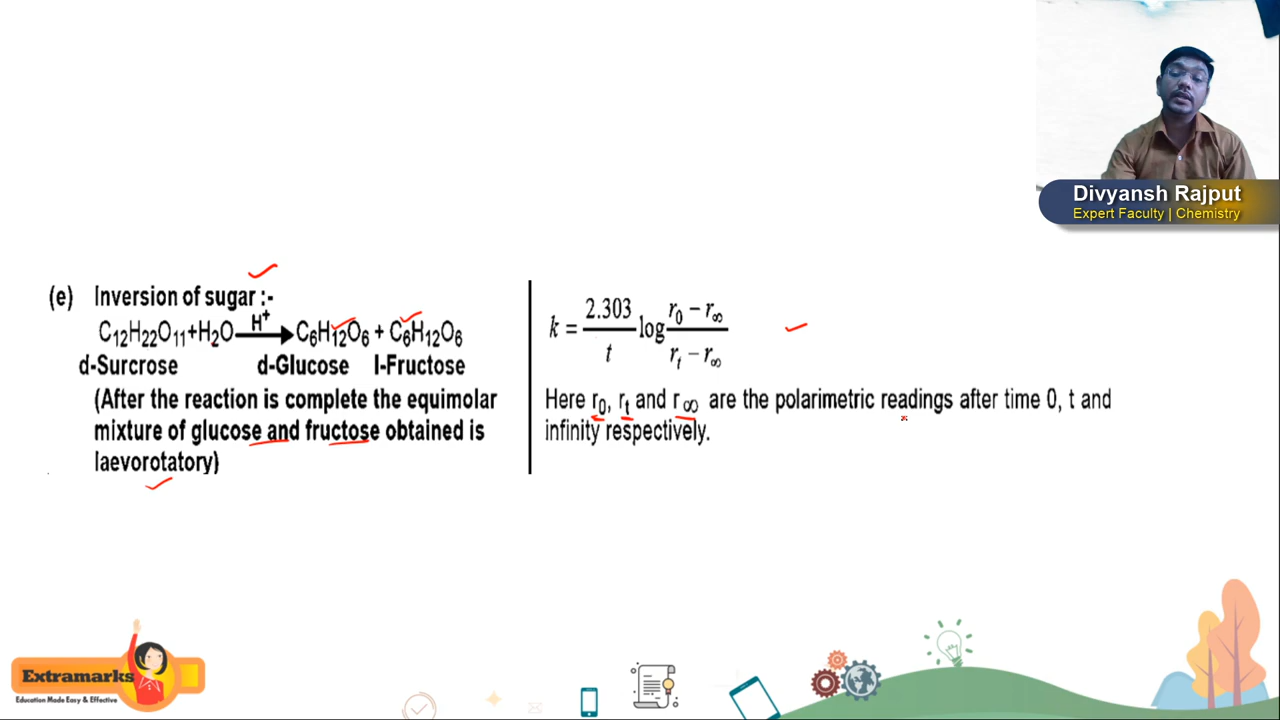 Divyansh Rajput
Expert Faculty | Chemistry
(e) Inversion of sugar :-
C₁₂H₂₂O₁₁+H₂O H⁺ → C₆H₁₂O₆ + C₆H₁₂O₆
d-Surcrose d-Glucose l-Fructose
(After the reaction is complete the equimolar
mixture of glucose and fructose obtained is
laevorotatory)
k = 2.303/t log (r₀ − r∞)/(rₜ − r∞)
Here r₀, rₜ and r∞ are the polarimetric readings after time 0, t and
infinity respectively.
Extramarks
Education Made Easy & Effective